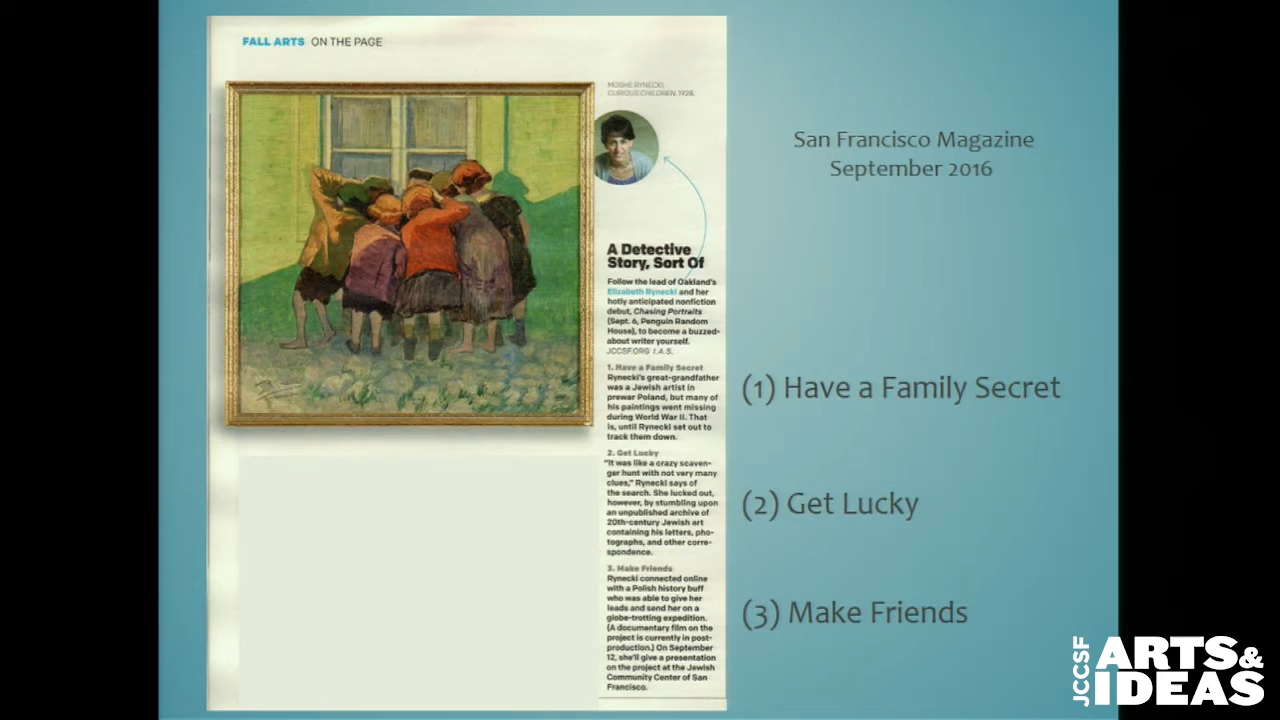 FALL ARTS ON THE PAGE
MOSHE RYNECKI,
CURIOUS CHILDREN, 1928.
A Detective
Story, Sort Of
Follow the lead of Oakland's
Elizabeth Rynecki and her
hotly anticipated nonfiction
debut, Chasing Portraits
(Sept. 6, Penguin Random
House), to become a buzzed-
about writer yourself.
JCCSF.ORG I.A.S.
1. Have a Family Secret
Rynecki's great-grandfather
was a Jewish artist in
prewar Poland, but many of
his paintings went missing
during World War II. That
is, until Rynecki set out to
track them down.
2. Get Lucky
"It was like a crazy scaven-
ger hunt with not very many
clues," Rynecki says of
the search. She lucked out,
however, by stumbling upon
an unpublished archive of
20th-century Jewish art
containing his letters, pho-
tographs, and other corre-
spondence.
3. Make Friends
Rynecki connected online
with a Polish history buff
who was able to give her
leads and send her on a
globe-trotting expedition.
(A documentary film on the
project is currently in post-
production.) On September
12, she'll give a presentation
on the project at the Jewish
Community Center of San
Francisco.
San Francisco Magazine
September 2016
(1) Have a Family Secret
(2) Get Lucky
(3) Make Friends
JCCSF
ARTS&
IDEAS